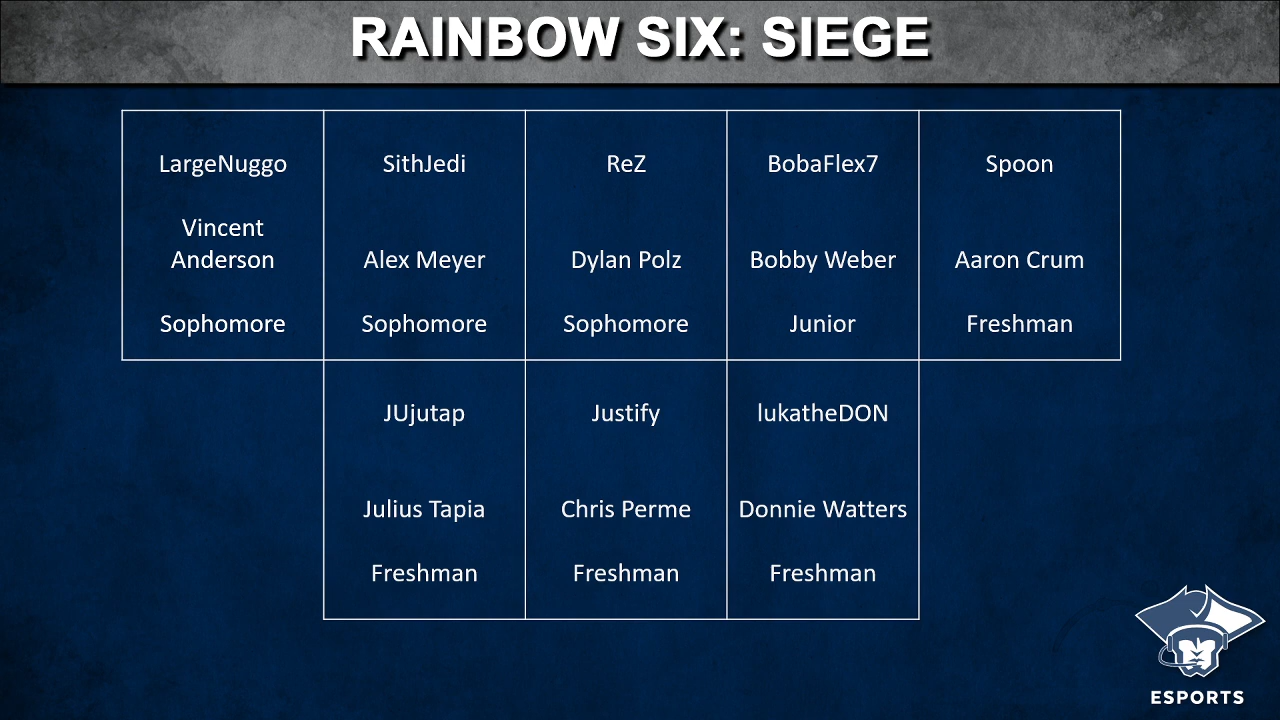 RAINBOW SIX: SIEGE
LargeNuggo
Vincent
Anderson
Sophomore
SithJedi
Alex Meyer
Sophomore
ReZ
Dylan Polz
Sophomore
BobaFlex7
Bobby Weber
Junior
Spoon
Aaron Crum
Freshman
JUjutap
Julius Tapia
Freshman
Justify
Chris Perme
Freshman
lukatheDON
Donnie Watters
Freshman
ESPORTS